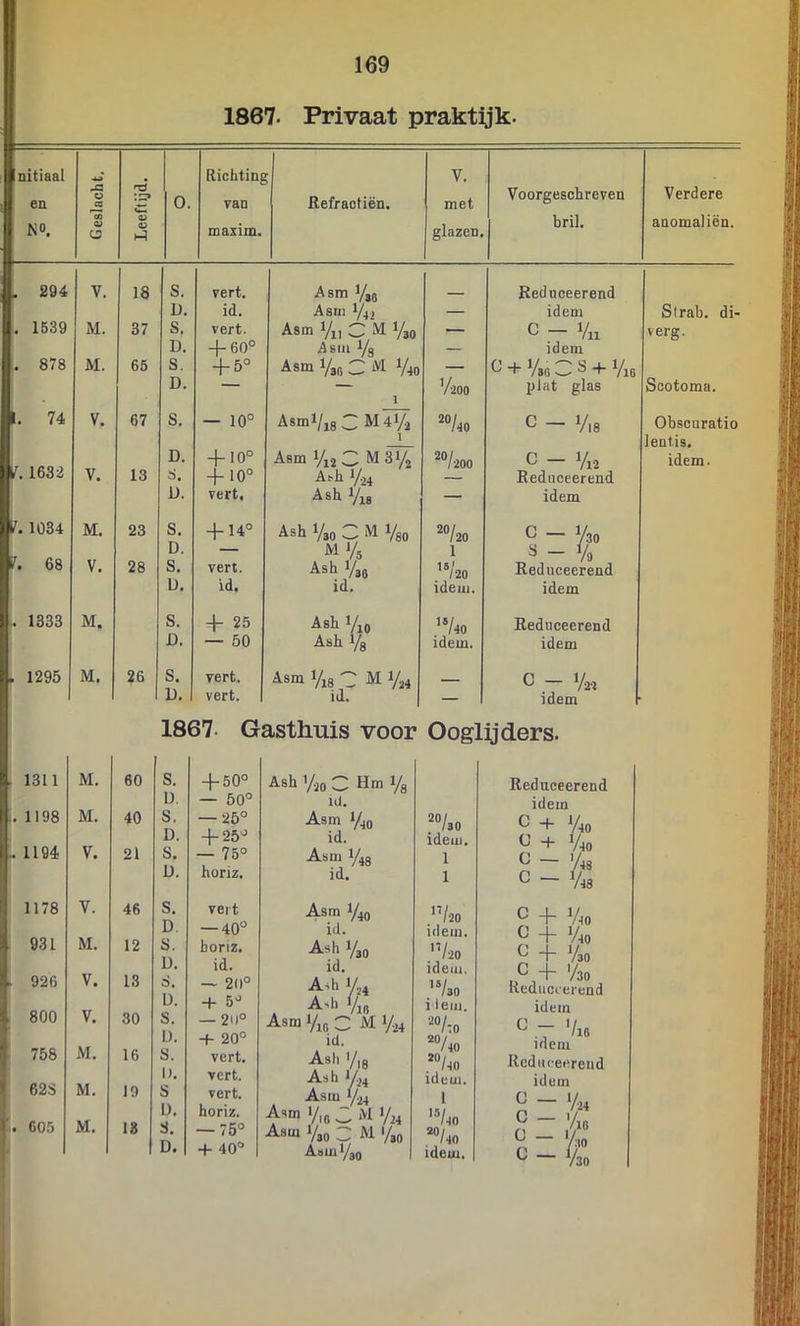 169
1867. Privaat praktijk.
nitiaal en N°. Geslacht. Leeftijd. O. Richting van maxim. Refractiën. V. met glazen. Voorgeschreven bril. Verdere anomaliën.
. 294 V. 18 S. vert. Asm 1/36 — Reduceerend
D. id. Asm 1/42 — idem Strab. di-
. 1539 M. 37 S. vert. Asm 1/11 C M 1/30 — C — 1/11 verg.
D. + 60° Asm 1/8 — idem
. 878 M. 65 S. + 5° Asm 1/36 C M 1/40 — C + 1/36 C S + 1/16
D. — — 1/200 plat glas Scotoma.
. 74 V. 67 S. — 10° Asm 1/18 C M 1/4 1/2 20/40 C — 1/18 Obscuratio
lentis.
D. + 10° Asm 1/12 C M 1/3 1/2 20/200 C — 1/12 idem.
. 1632 V. 13 S. + 10° Ash 1/24 — Reduceerend
D. vert. Ash 1/18 — idem
. 1034 M. 23 S. + 14° Ash 1/30 C M 1/80 20/20 C — 1/30
D. — M 1/5 1 S — 1/9
. 68 V. 28 S. vert. Ash 1/36 15/20 Reduceerend
D. id. id. idem. idem
. 1333 M. S. + 25 Ash 1/10 15/40 Reduceerend
D. — 50 Ash 1/8 idem. idem
. 1295 M. 26 S. vert. Asm 1/18 C M 1/24 — C — 1/22
D. vert. id. — idem
1867. Gasthuis voor Ooglijders.
1311 M. 60 S. + 50° Ash 1/20 C Hm 1/8 Reduceerend
D. — 50° id. idem
. 1198 M. 40 S. — 25° Asm 1/40 20/30 C + 1/40
D. + 25° id. idem. C + 1/40
. 1194 V. 21 S. — 75° Asm 1/48 1 C — 1/48
D. horiz. id. 1 C — 1/48
1178 V. 46 S. vert Asm 1/40 17/20 C + 1/40
D. — 40° id. idem. C + 1/40
931 M. 12 S. horiz. Ash 1/30 17/20 C + 1/30
D. id. id. idem. C + 1/30
926 V. 13 S. — 20° Ash 1/24 15/30 Reduceerend
D. + 5° Ash 1/16 idem. idem
800 V. 30 S. — 20° Asm 1/16 C M 1/24 20/70 C — 1/16
D. + 20° id. 20/40 idem
758 M. 16 S. vert. Ash 1/18 20/40 Reduceerend
D. vert. Ash 1/24 idem. idem
628 M. 19 S vert. Asm 1/24 1 C — 1/24
D. horiz. Asm 1/16 C M 1/24 15/40 C — 1/16
. 605 M. 18 S. — 75° Asm 1/30 C M 1/30 20/40 C — 1/30
D. + 40° Asm 1/30 idem. C — 1/30